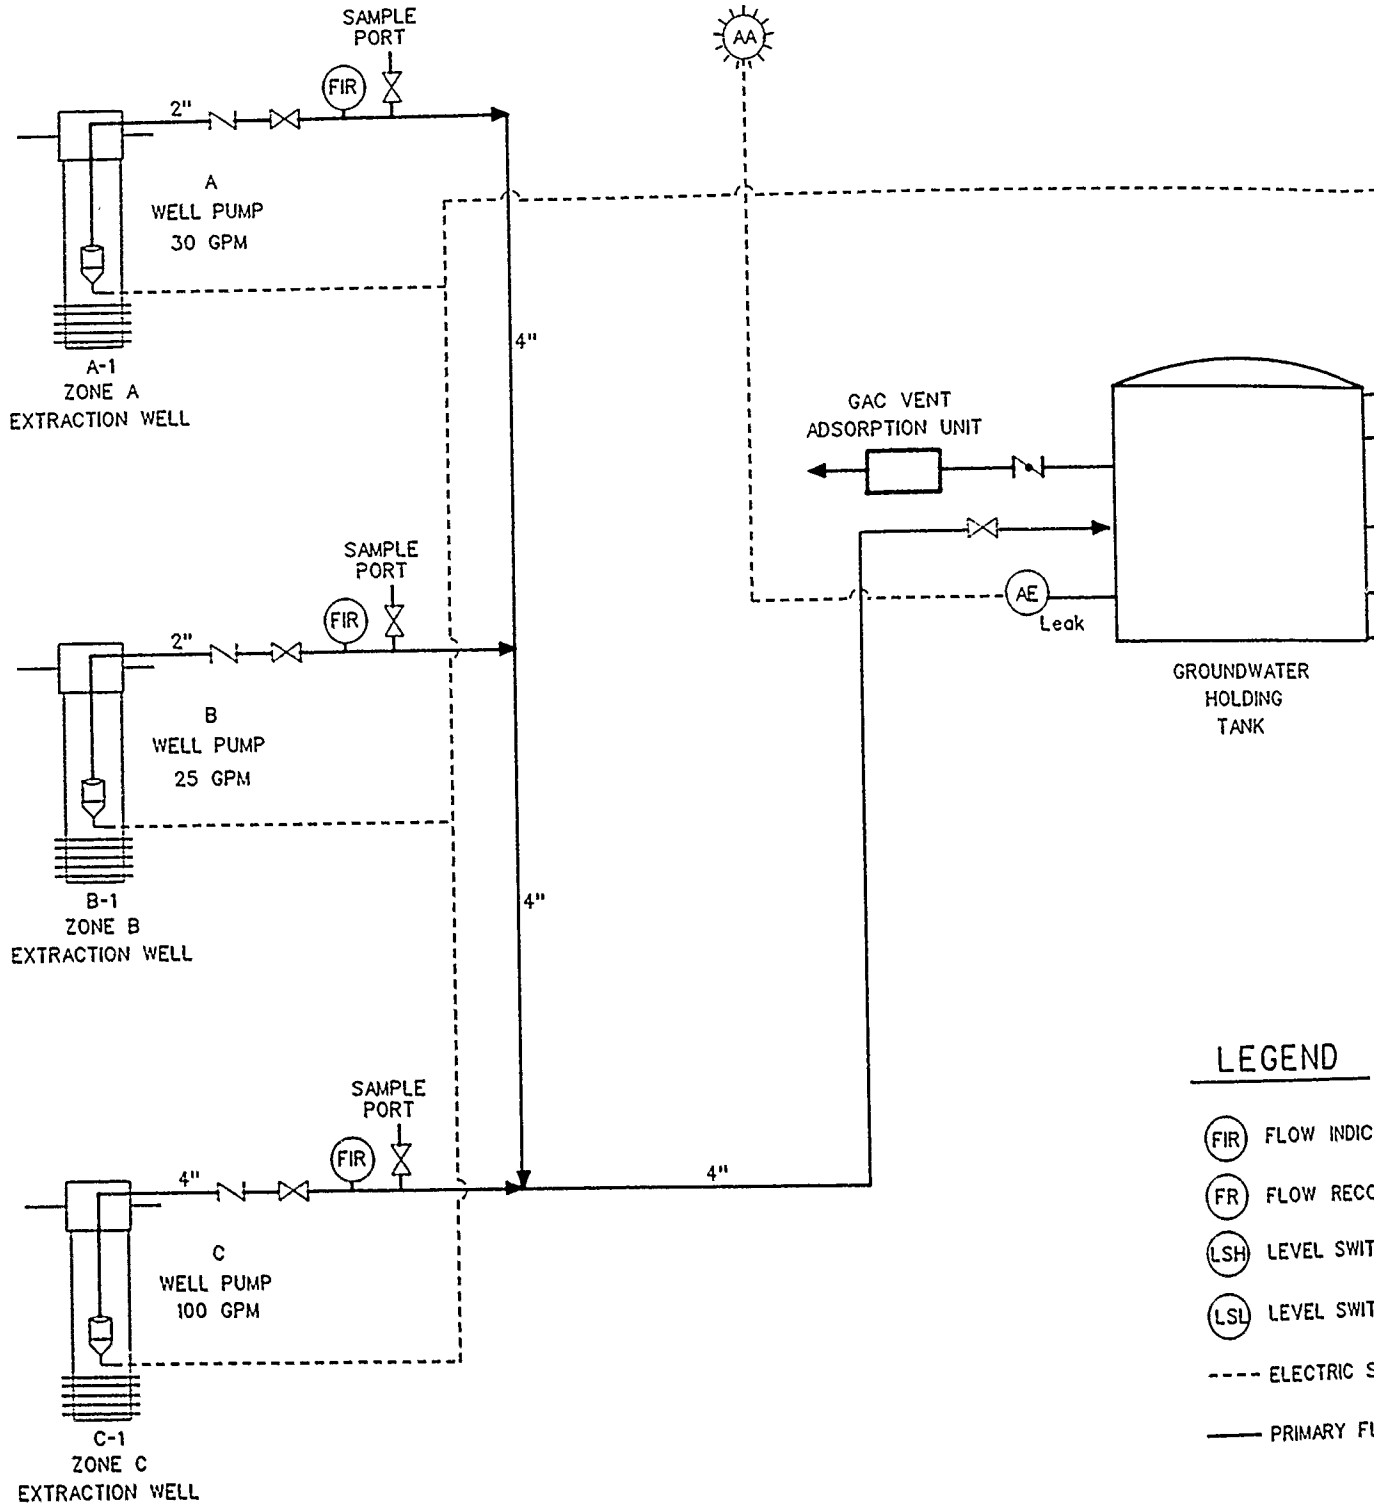 SAMPLE
PORT
AA
FIR
2"
A
WELL PUMP
30 GPM
4"
A-1
ZONE A
EXTRACTION WELL
GAC VENT
ADSORPTION UNIT
SAMPLE
PORT
AE
Leak
FIR
2"
GROUNDWATER
HOLDING
TANK
B
WELL PUMP
25 GPM
4"
B-1
ZONE B
EXTRACTION WELL
SAMPLE
PORT
FIR
4"
4"
C
WELL PUMP
100 GPM
C-1
ZONE C
EXTRACTION WELL
LEGEND
FIR FLOW INDIC
FR FLOW RECO
LSH LEVEL SWIT
LSL LEVEL SWIT
ELECTRIC S
PRIMARY FL